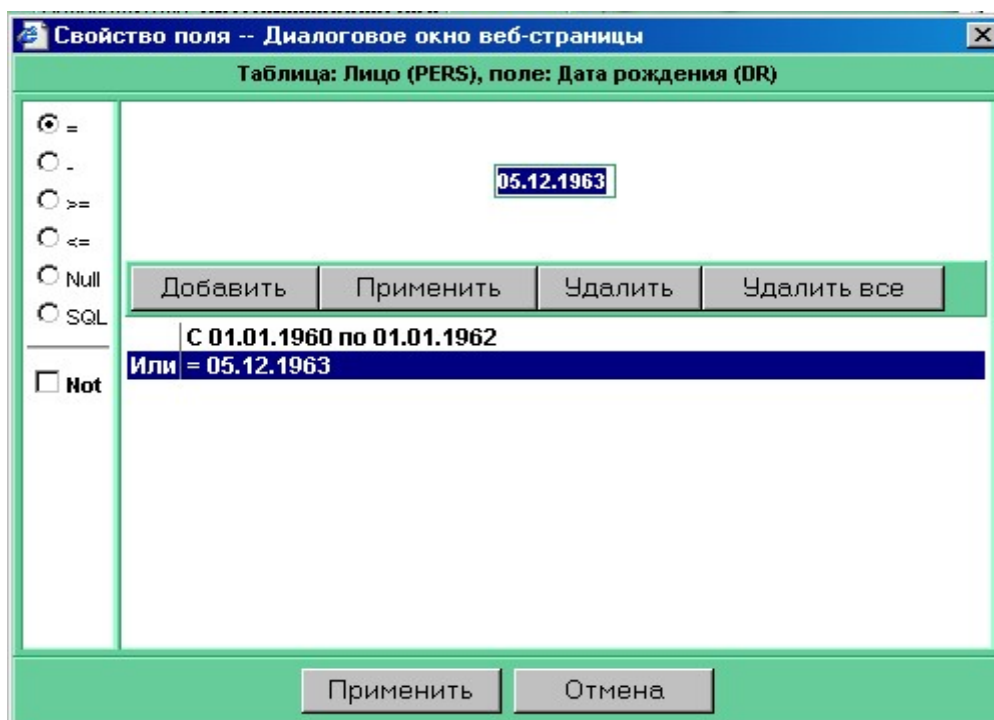 Свойство поля -- Диалоговое окно веб-страницы
Таблица: Лицо (PERS), поле: Дата рождения (DR)
=
-
>=
<=
Null
SQL
Not
05.12.1963
Добавить Применить Удалить Удалить все
С 01.01.1960 по 01.01.1962
Или = 05.12.1963
Применить Отмена